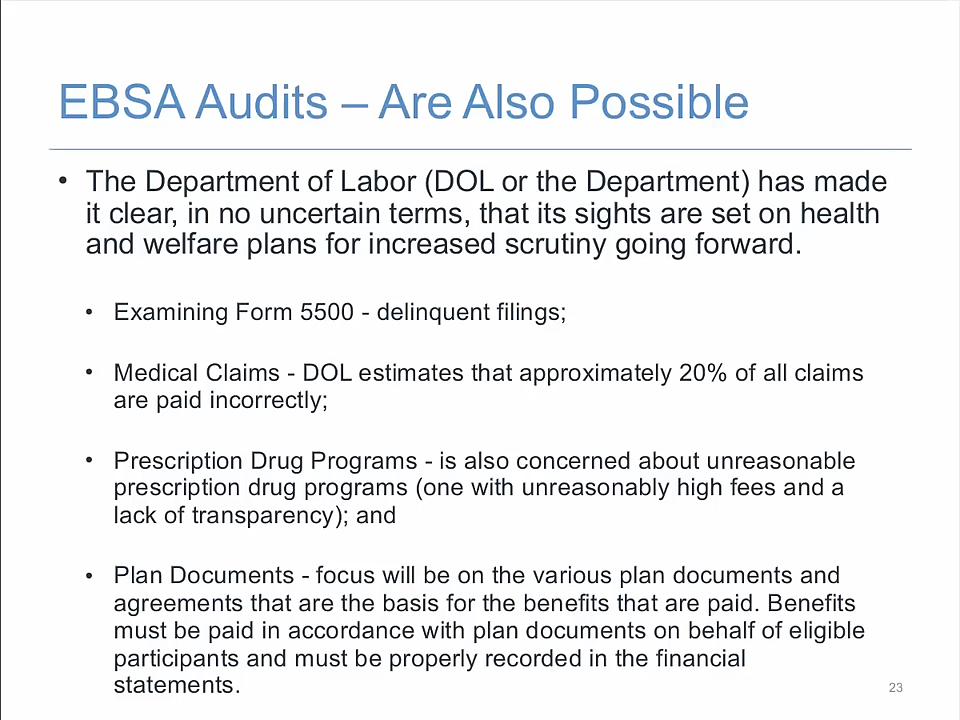 EBSA Audits – Are Also Possible
• The Department of Labor (DOL or the Department) has made
it clear, in no uncertain terms, that its sights are set on health
and welfare plans for increased scrutiny going forward.
• Examining Form 5500 - delinquent filings;
• Medical Claims - DOL estimates that approximately 20% of all claims
are paid incorrectly;
• Prescription Drug Programs - is also concerned about unreasonable
prescription drug programs (one with unreasonably high fees and a
lack of transparency); and
• Plan Documents - focus will be on the various plan documents and
agreements that are the basis for the benefits that are paid. Benefits
must be paid in accordance with plan documents on behalf of eligible
participants and must be properly recorded in the financial
statements.
23